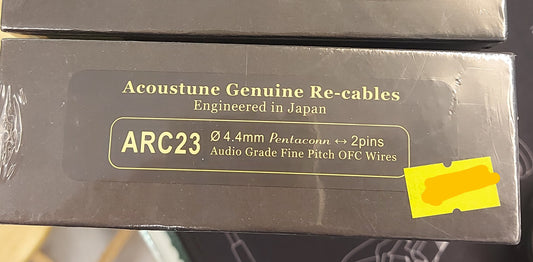 Acoustune Genuine Re-cables
Engineered in Japan
ARC23
Ø 4.4mm Pentaconn ↔ 2pins
Audio Grade Fine Pitch OFC Wires